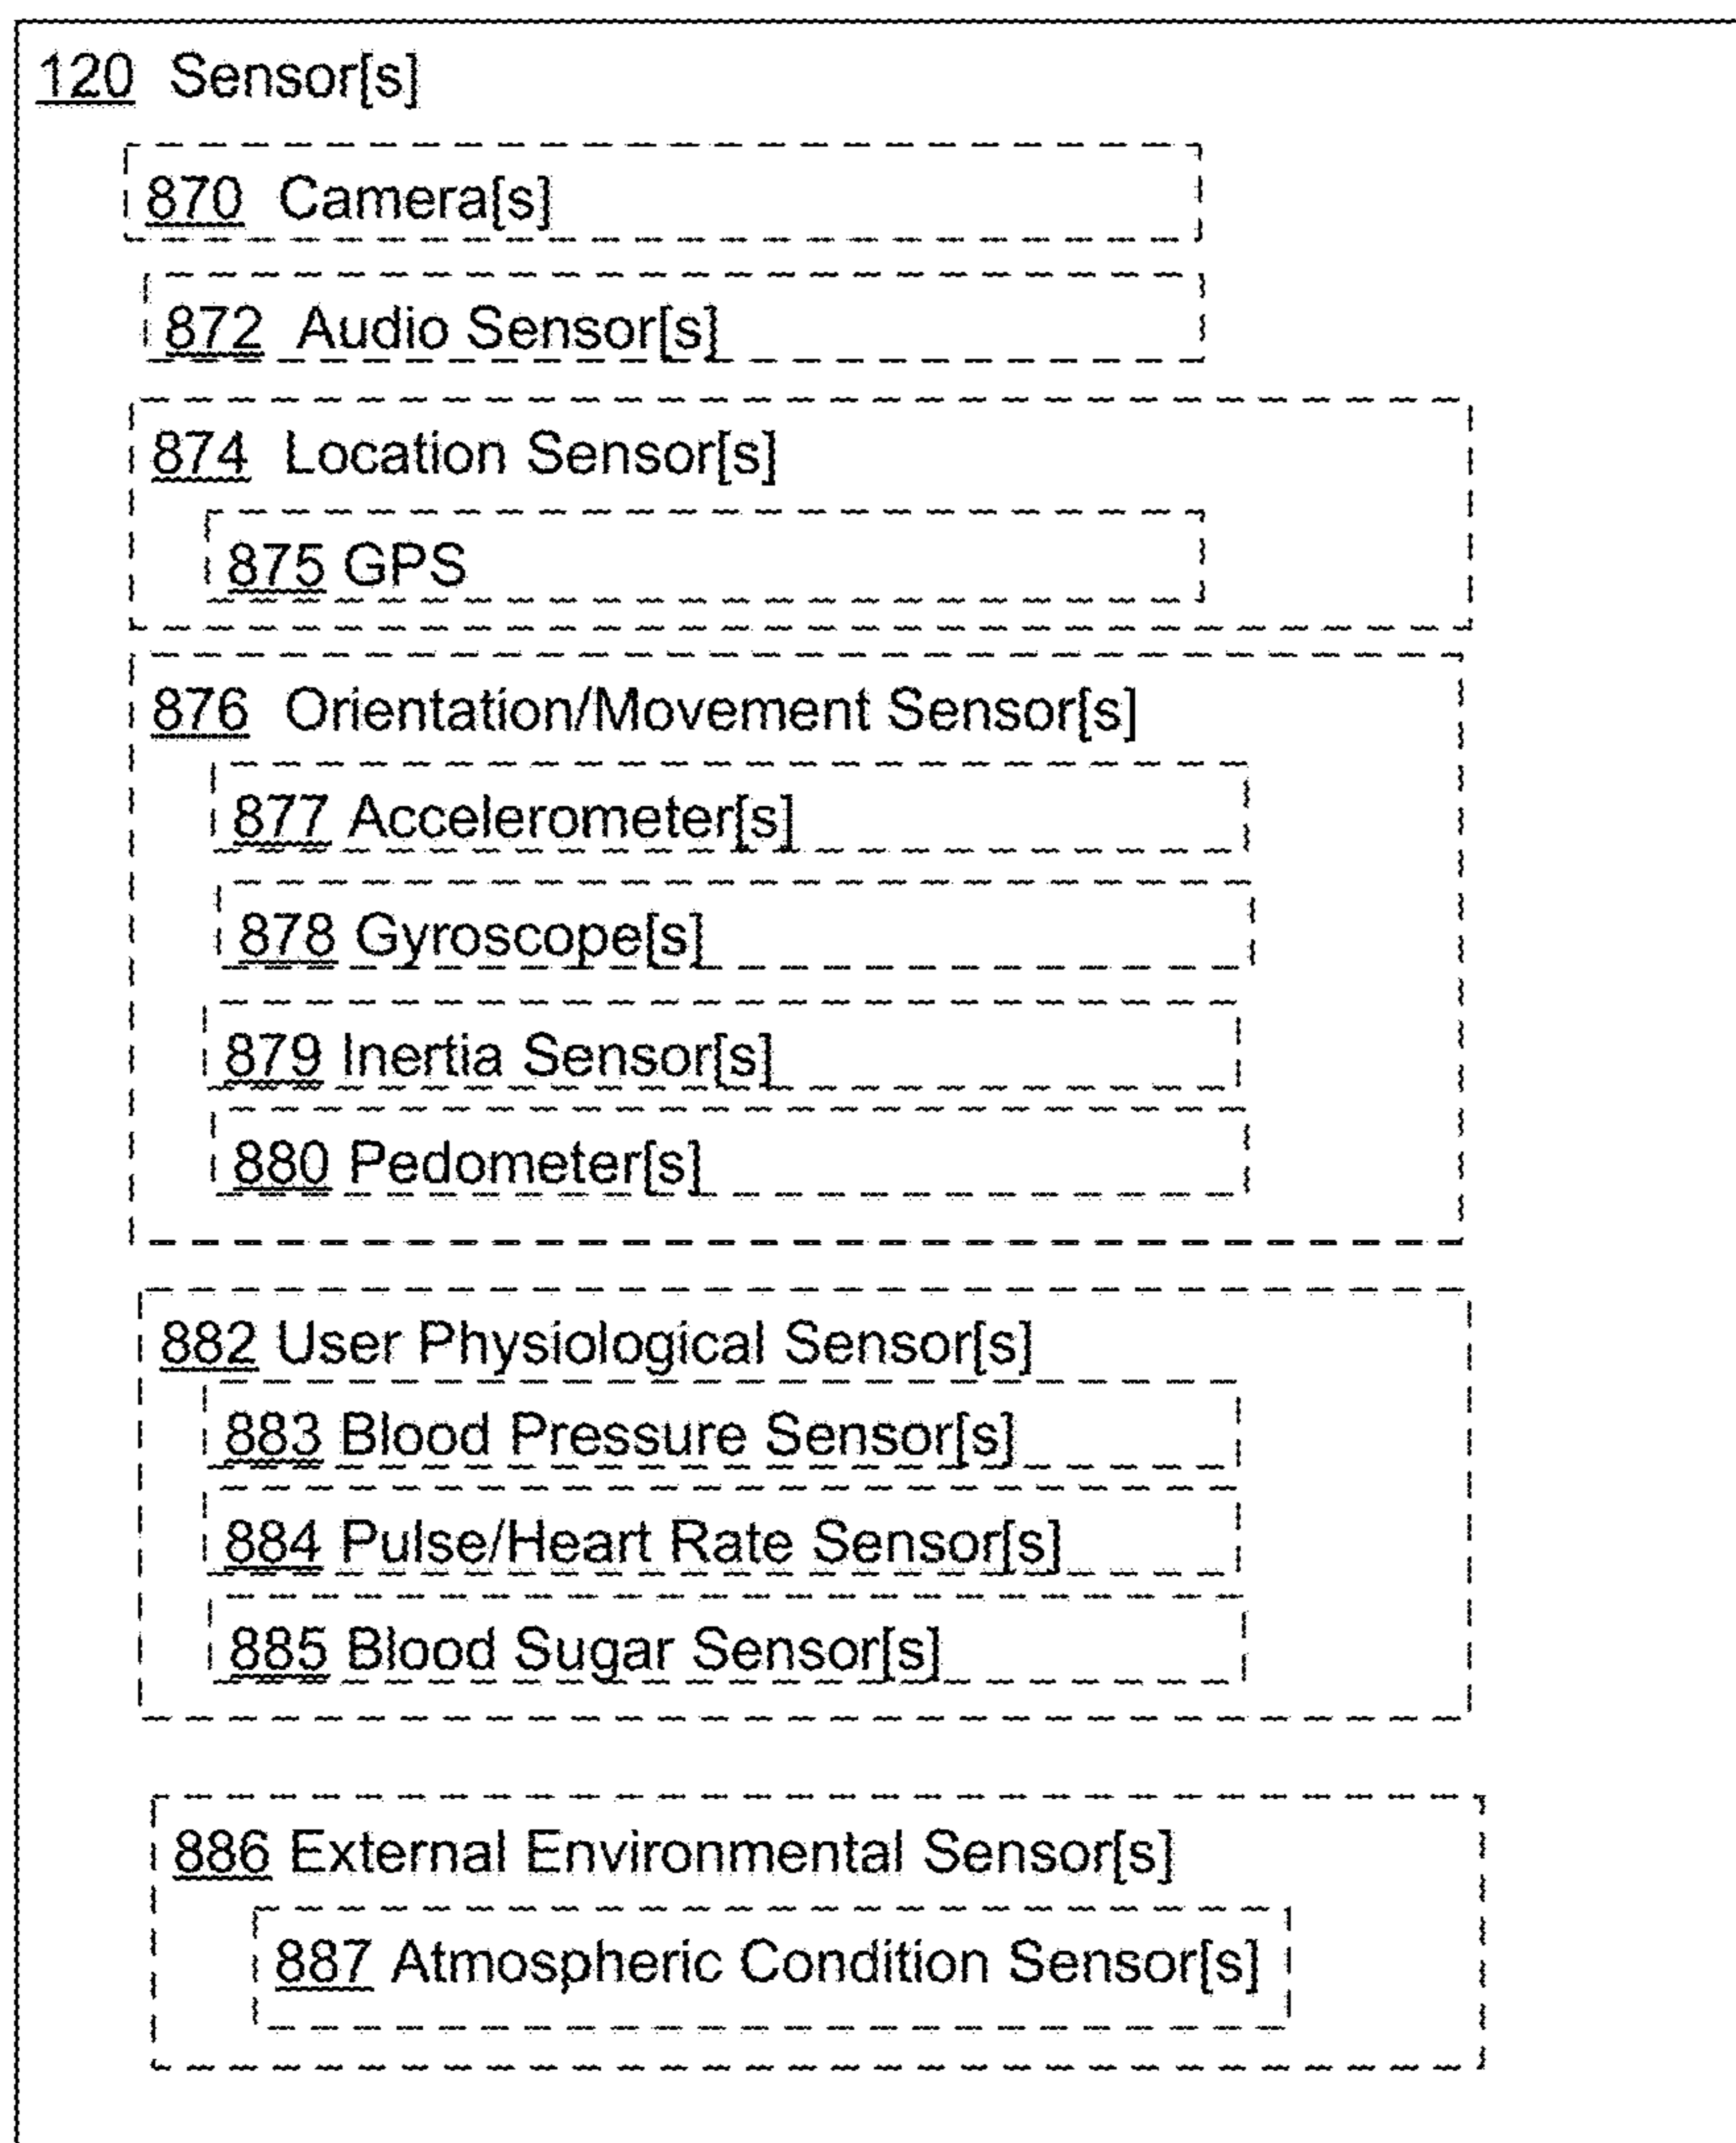 120 Sensor[s]
870 Camera[s]
872 Audio Sensor[s]
874 Location Sensor[s]
875 GPS
876 Orientation/Movement Sensor[s]
877 Accelerometer[s]
878 Gyroscope[s]
879 Inertia Sensor[s]
880 Pedometer[s]
882 User Physiological Sensor[s]
883 Blood Pressure Sensor[s]
884 Pulse/Heart Rate Sensor[s]
885 Blood Sugar Sensor[s]
886 External Environmental Sensor[s]
887 Atmospheric Condition Sensor[s]